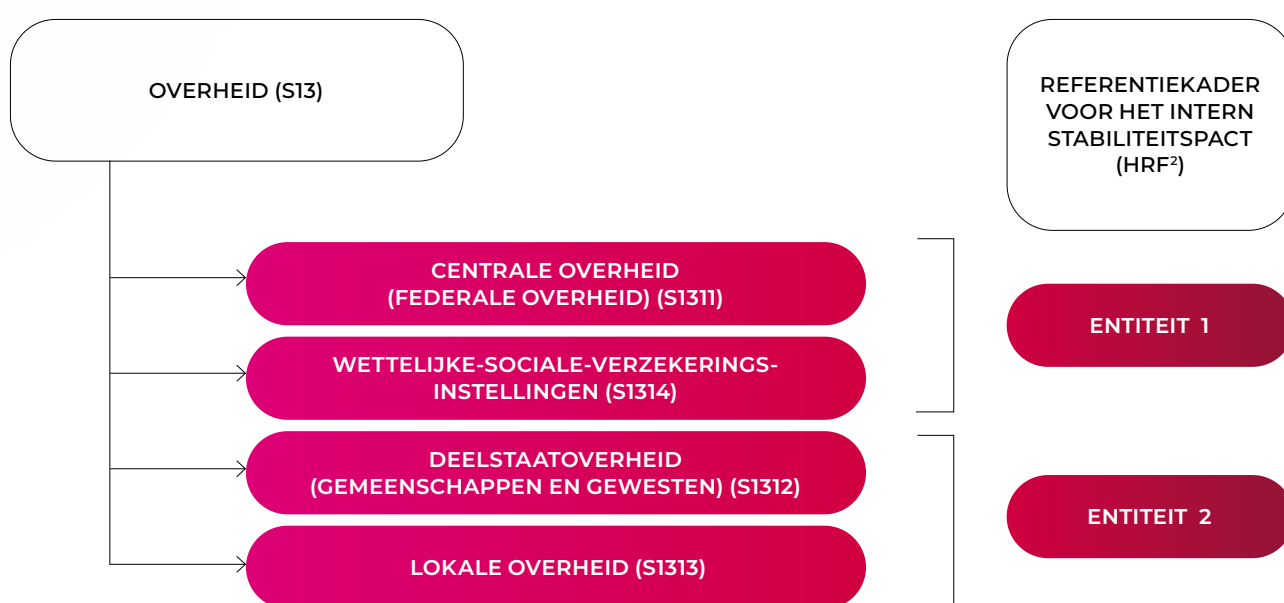 OVERHEID (S13)
REFERENTIEKADER
VOOR HET INTERN
STABILITEITSPACT
(HRF²)
CENTRALE OVERHEID
(FEDERALE OVERHEID) (S1311)
WETTELIJKE-SOCIALE-VERZEKERINGS-
INSTELLINGEN (S1314)
ENTITEIT 1
DEELSTAATOVERHEID
(GEMEENSCHAPPEN EN GEWESTEN) (S1312)
LOKALE OVERHEID (S1313)
ENTITEIT 2